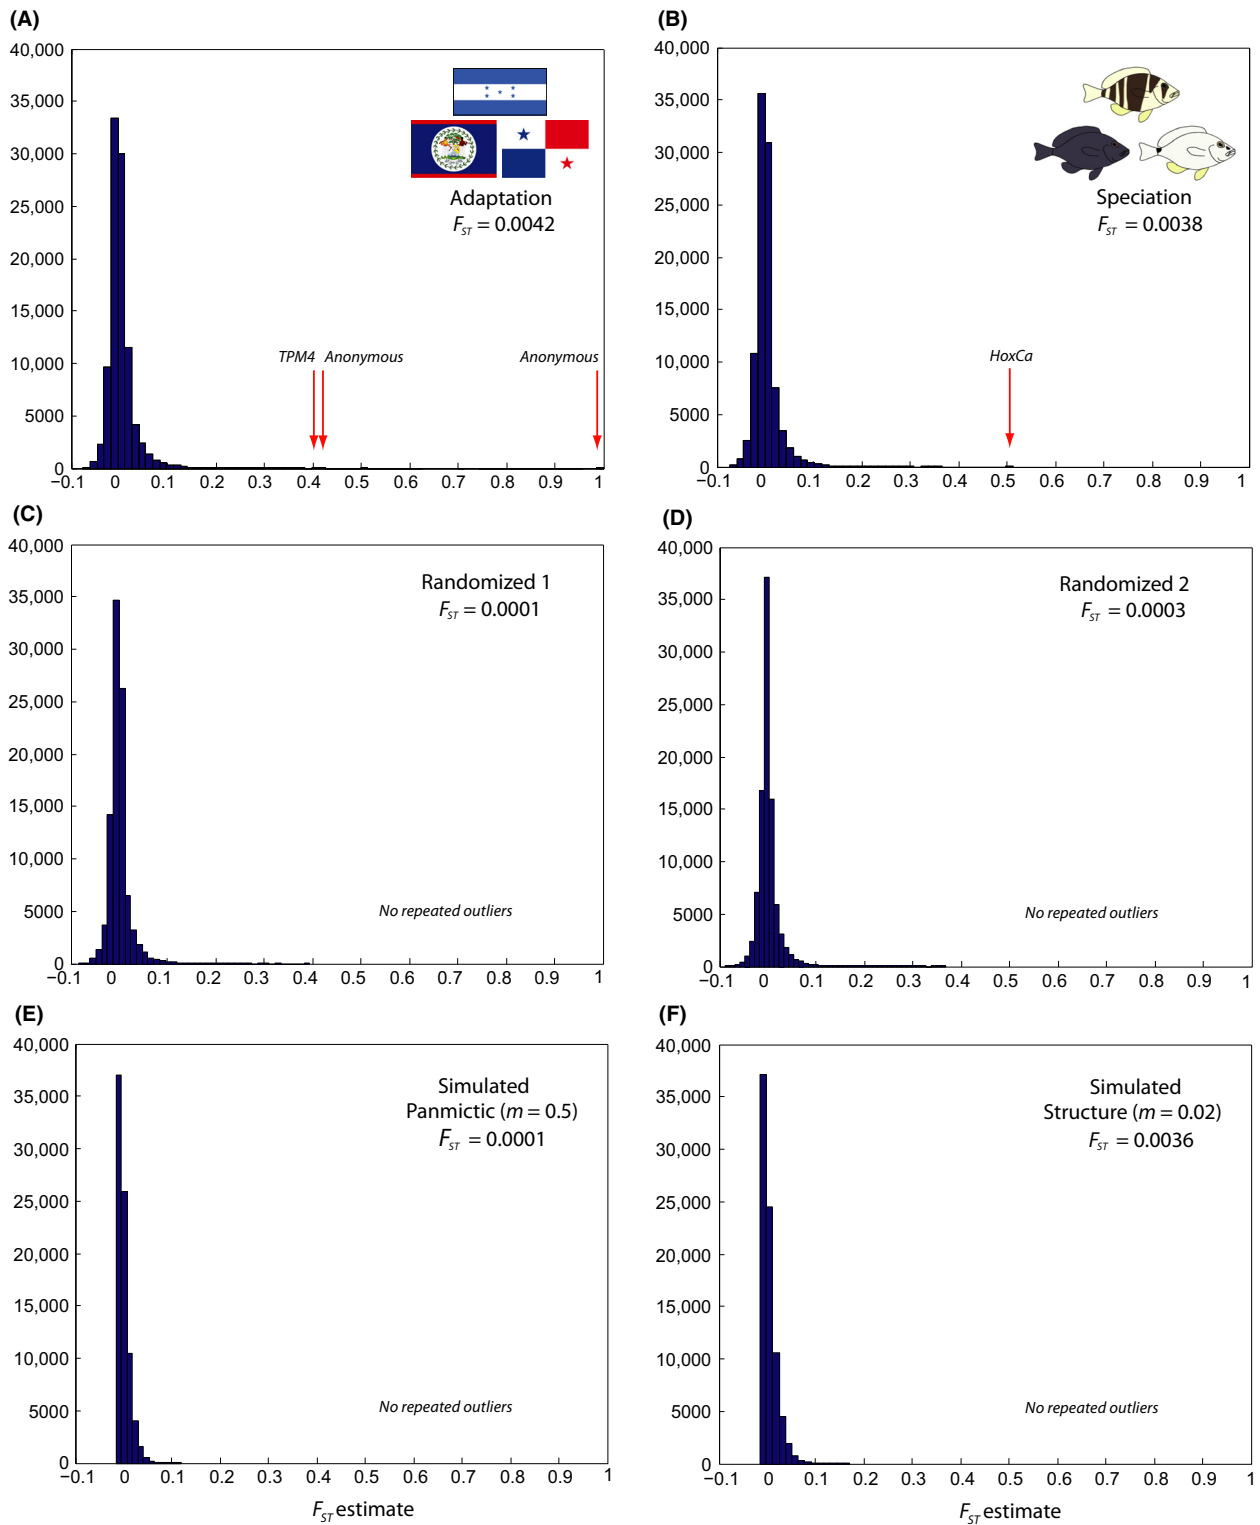 (A)
40,000
35,000
30,000
25,000
20,000
15,000
10,000
5000
0
Adaptation
F_ST = 0.0042
TPM4 Anonymous Anonymous
−0.1 0 0.1 0.2 0.3 0.4 0.5 0.6 0.7 0.8 0.9 1
(B)
40,000
35,000
30,000
25,000
20,000
15,000
10,000
5000
0
Speciation
F_ST = 0.0038
HoxCa
−0.1 0 0.1 0.2 0.3 0.4 0.5 0.6 0.7 0.8 0.9 1
(C)
40,000
35,000
30,000
25,000
20,000
15,000
10,000
5000
0
Randomized 1
F_ST = 0.0001
No repeated outliers
−0.1 0 0.1 0.2 0.3 0.4 0.5 0.6 0.7 0.8 0.9 1
(D)
40,000
35,000
30,000
25,000
20,000
15,000
10,000
5000
0
Randomized 2
F_ST = 0.0003
No repeated outliers
−0.1 0 0.1 0.2 0.3 0.4 0.5 0.6 0.7 0.8 0.9 1
(E)
40,000
35,000
30,000
25,000
20,000
15,000
10,000
5000
0
Simulated
Panmictic (m = 0.5)
F_ST = 0.0001
No repeated outliers
−0.1 0 0.1 0.2 0.3 0.4 0.5 0.6 0.7 0.8 0.9 1
F_ST estimate
(F)
40,000
35,000
30,000
25,000
20,000
15,000
10,000
5000
0
Simulated
Structure (m = 0.02)
F_ST = 0.0036
No repeated outliers
−0.1 0 0.1 0.2 0.3 0.4 0.5 0.6 0.7 0.8 0.9 1
F_ST estimate